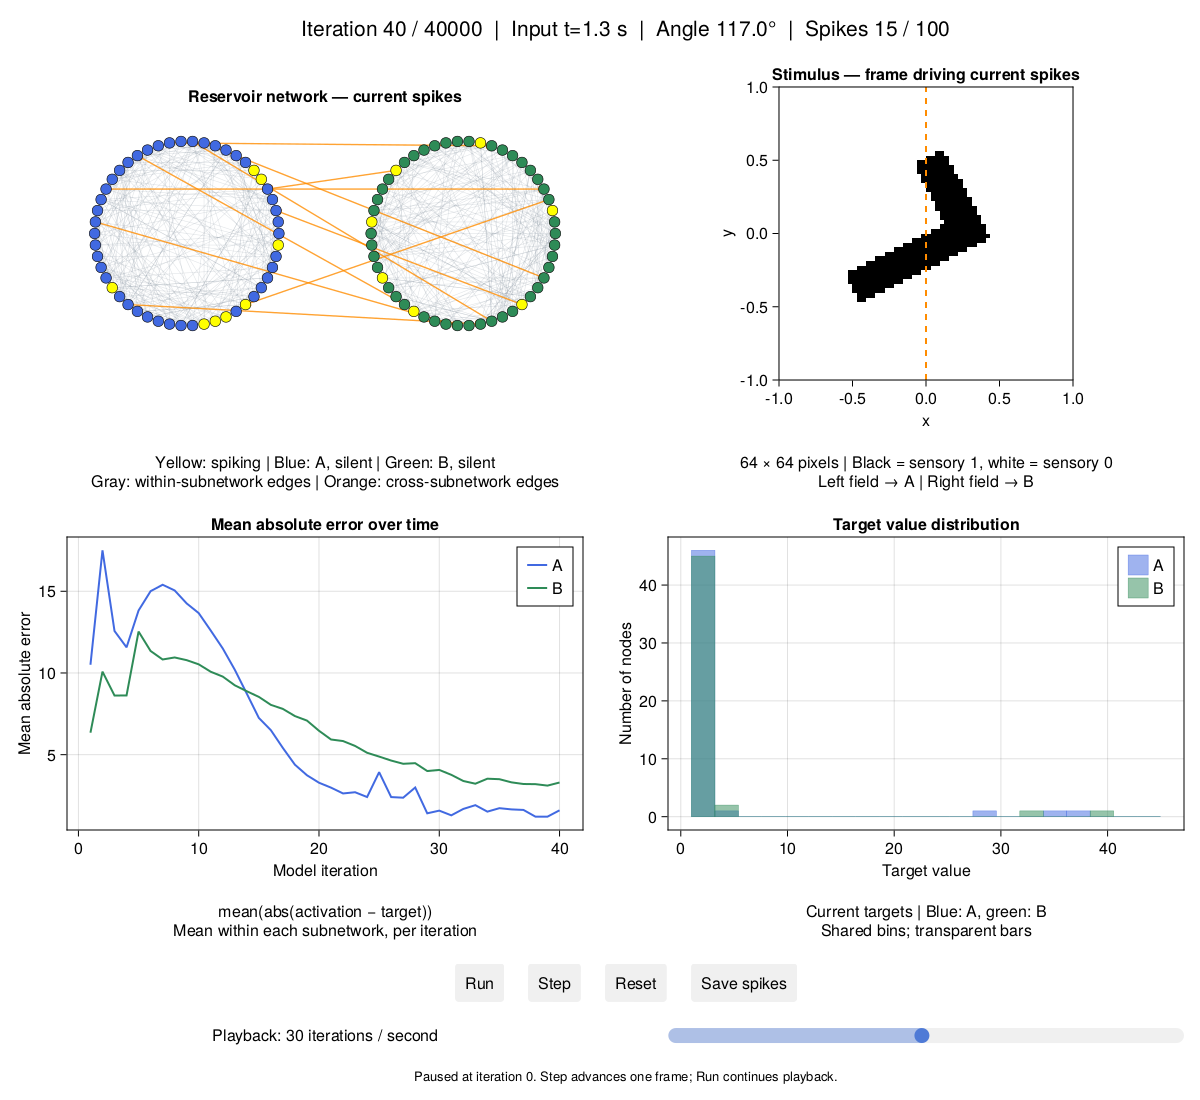 Iteration 40 / 40000  |  Input t=1.3 s  |  Angle 117.0°  |  Spikes 15 / 100
Reservoir network — current spikes
Yellow: spiking | Blue: A, silent | Green: B, silent
Gray: within-subnetwork edges | Orange: cross-subnetwork edges
Stimulus — frame driving current spikes
1.0
0.5
0.0
-0.5
-1.0
y
-1.0 -0.5 0.0 0.5 1.0
x
64 × 64 pixels | Black = sensory 1, white = sensory 0
Left field → A | Right field → B
Mean absolute error over time
A
B
15
10
5
Mean absolute error
0 10 20 30 40
Model iteration
mean(abs(activation − target))
Mean within each subnetwork, per iteration
Target value distribution
A
B
40
30
20
10
0
Number of nodes
0 10 20 30 40
Target value
Current targets | Blue: A, green: B
Shared bins; transparent bars
Run Step Reset Save spikes
Playback: 30 iterations / second
Paused at iteration 0. Step advances one frame; Run continues playback.